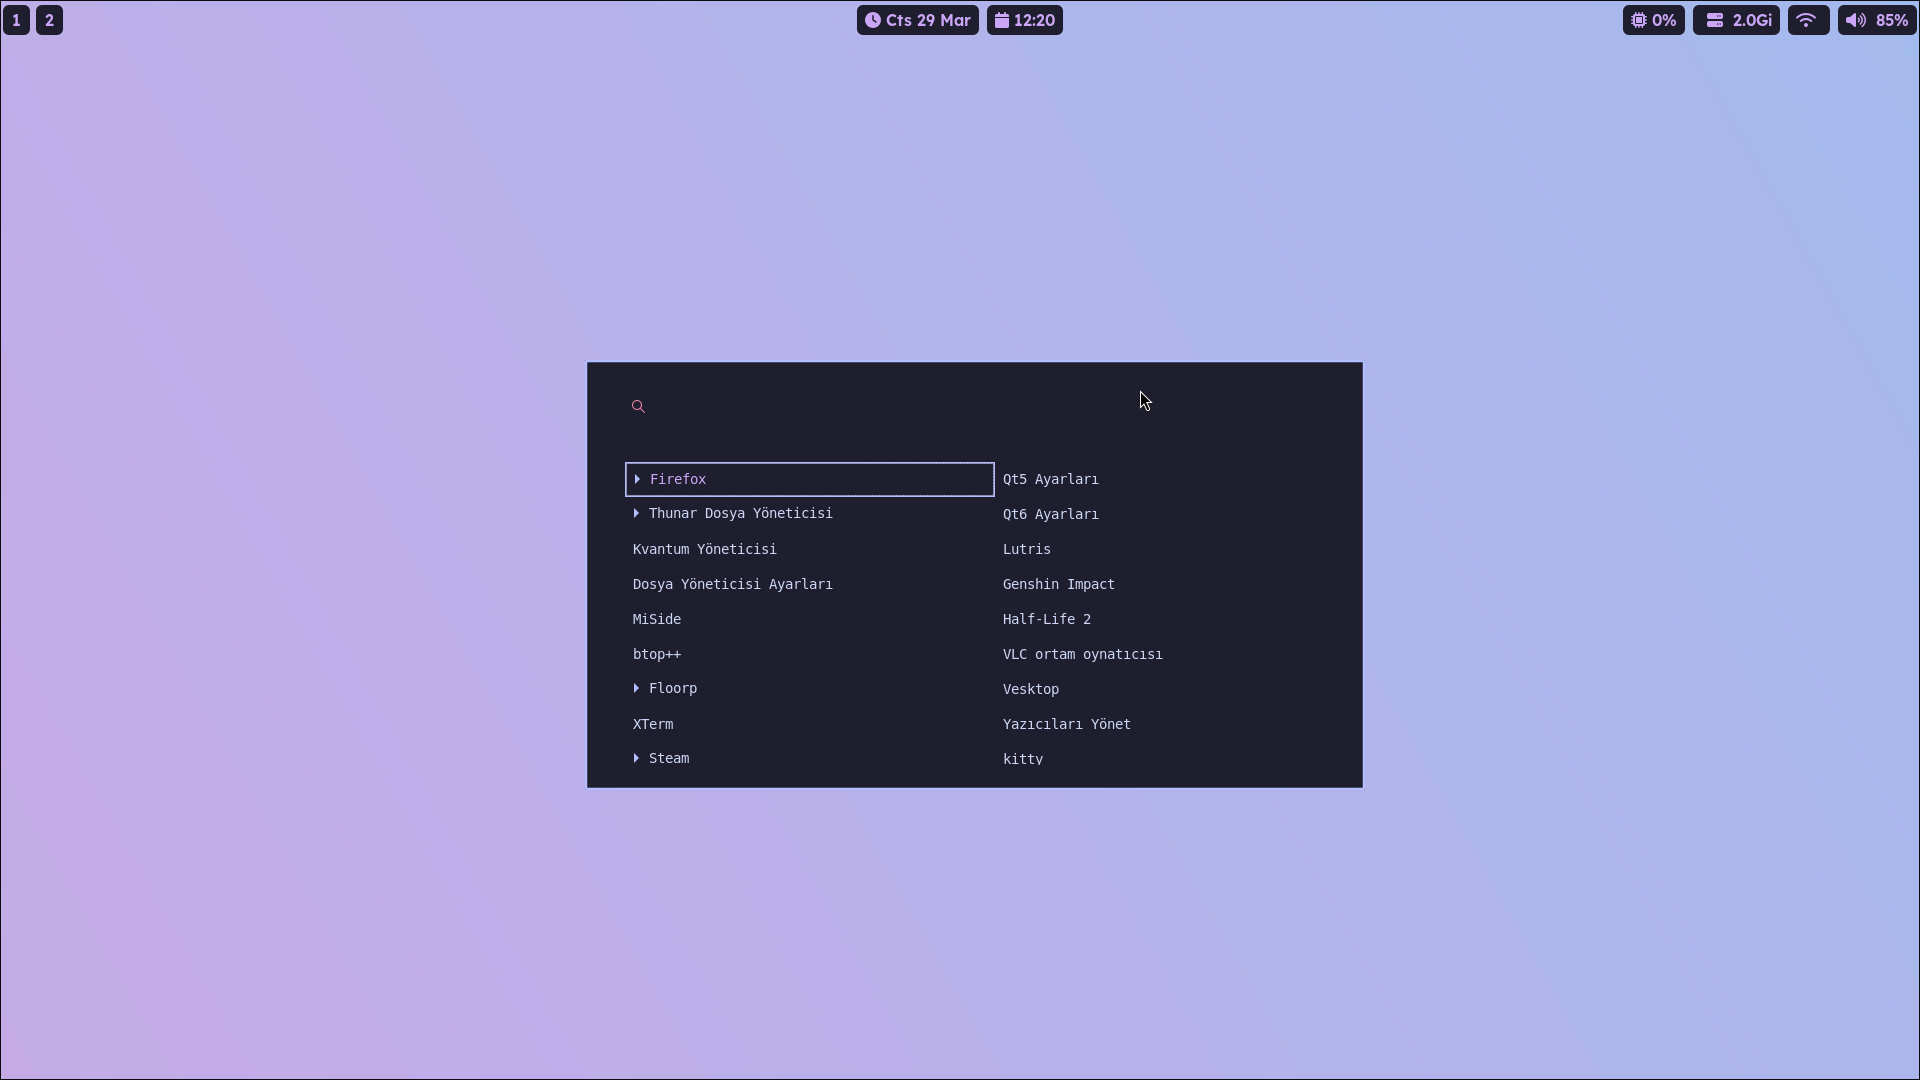 1 2
Cts 29 Mar 12:20
0% 2.0Gi 85%
Firefox
Thunar Dosya Yöneticisi
Kvantum Yöneticisi
Dosya Yöneticisi Ayarları
MiSide
btop++
Floorp
XTerm
Steam
Qt5 Ayarları
Qt6 Ayarları
Lutris
Genshin Impact
Half-Life 2
VLC ortam oynatıcısı
Vesktop
Yazıcıları Yönet
kitty